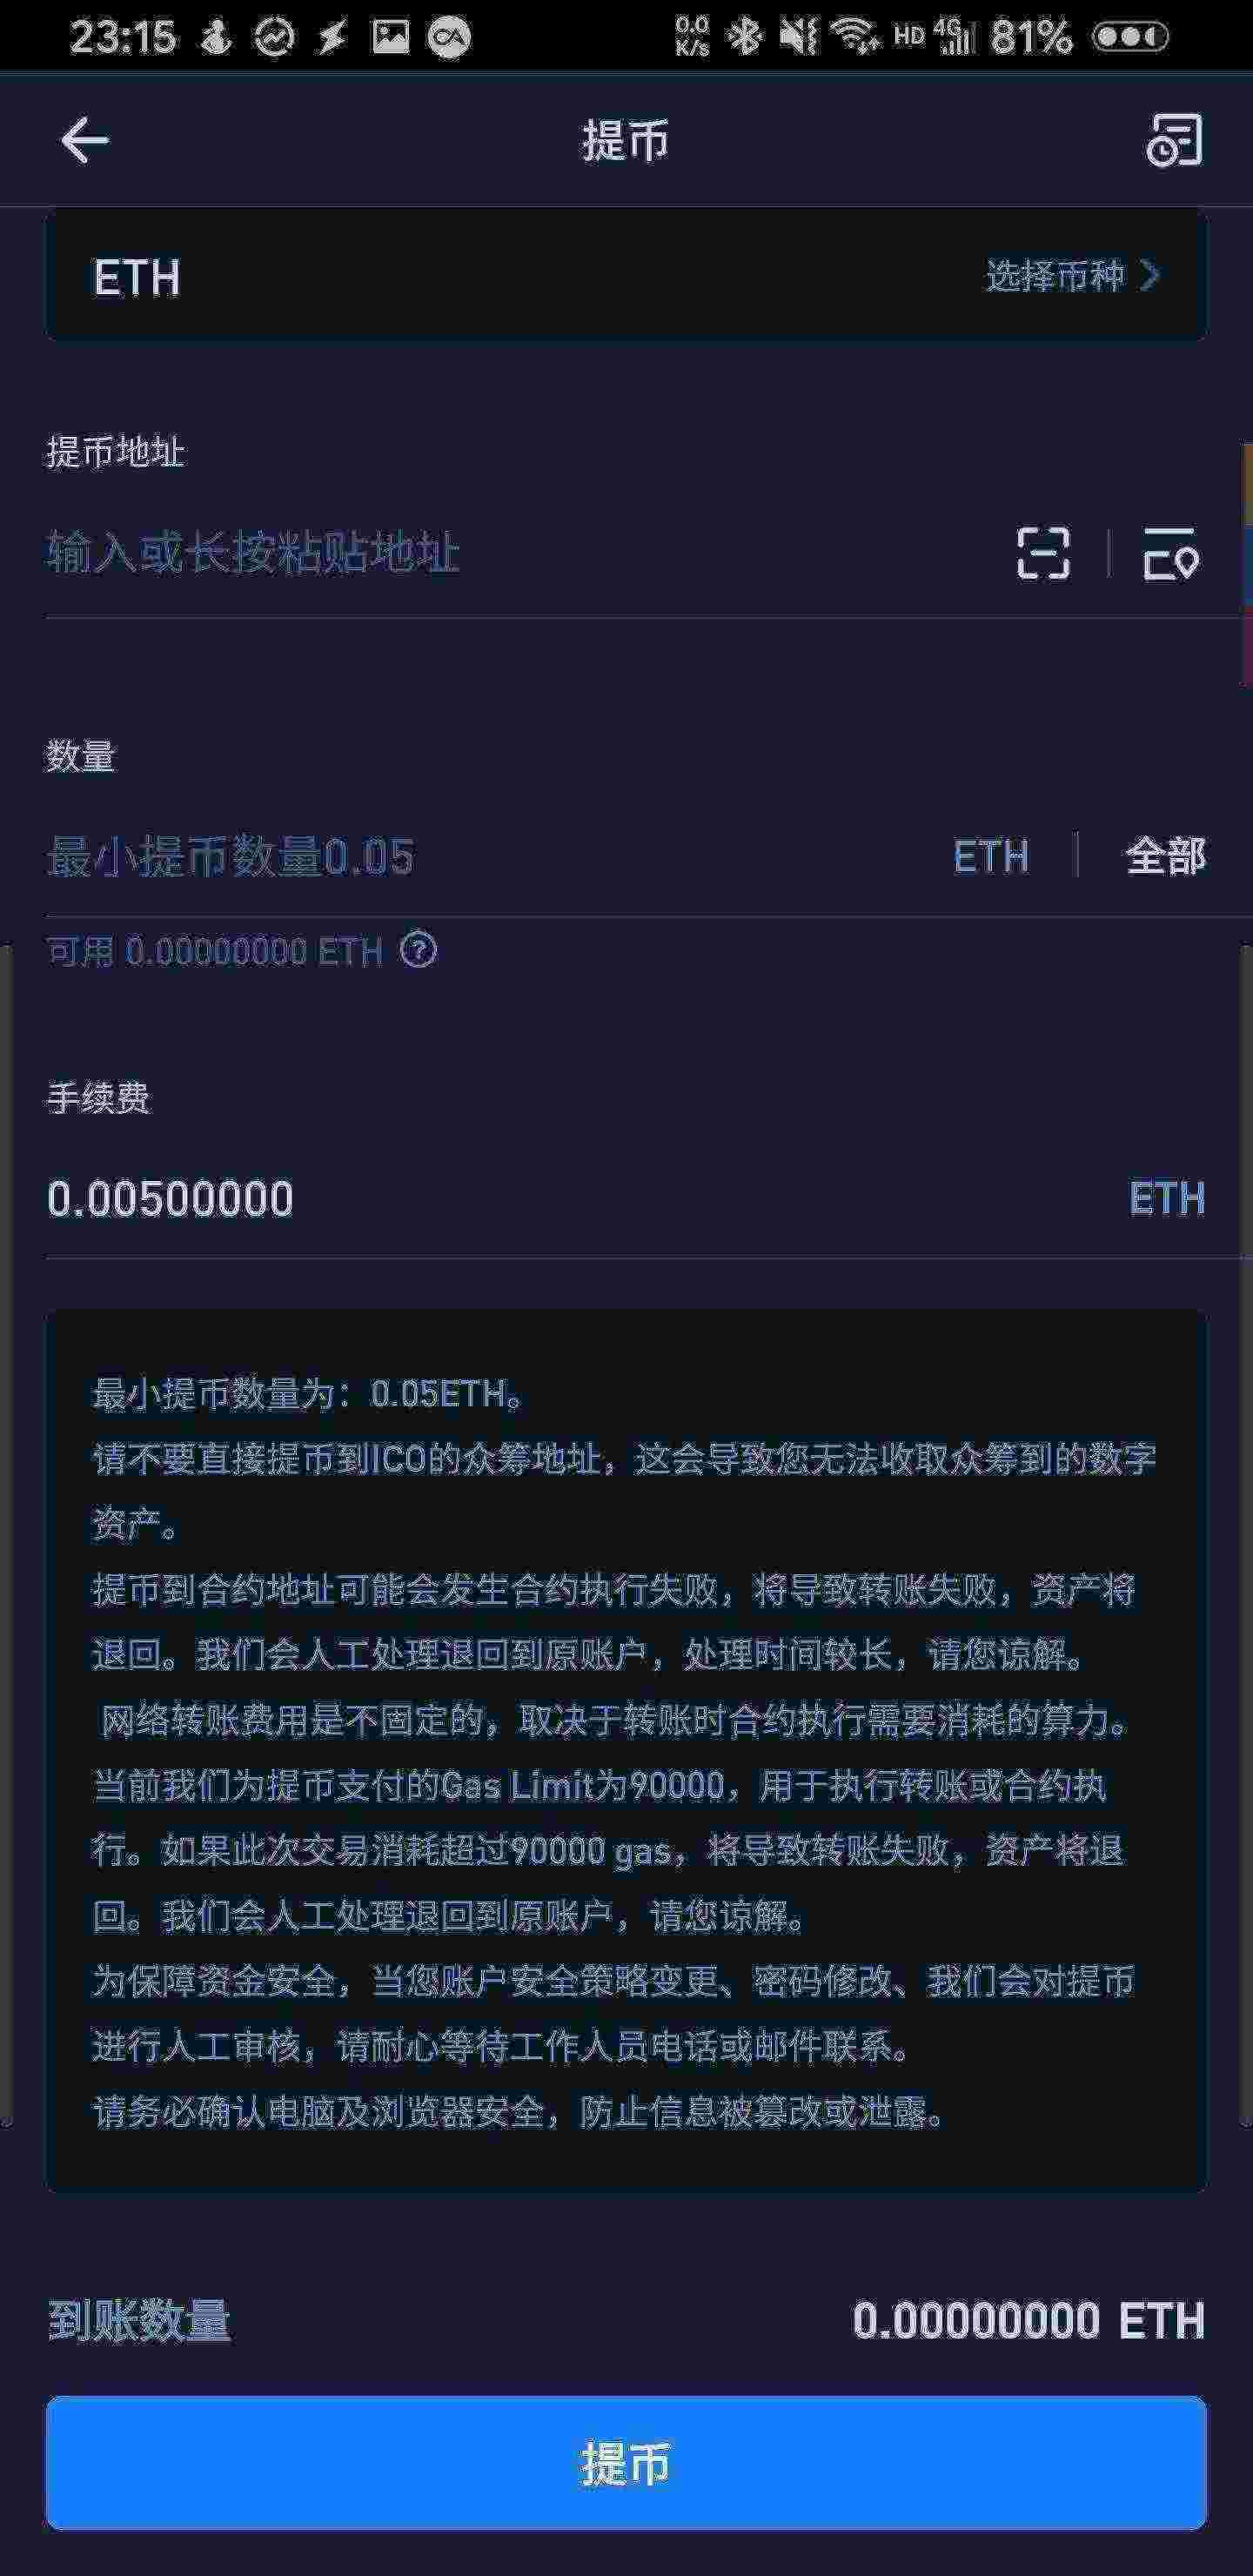 23:15 0.0 K/s HD 4G 81%
提币
ETH 选择币种
提币地址
输入或长按粘贴地址
数量
最小提币数量0.05 ETH 全部
可用 0.00000000 ETH
手续费
0.00500000 ETH
最小提币数量为：0.05ETH。
请不要直接提币到ICO的众筹地址，这会导致您无法收取众筹到的数字
资产。
提币到合约地址可能会发生合约执行失败，将导致转账失败，资产将
退回。我们会人工处理退回到原账户，处理时间较长，请您谅解。
网络转账费用是不固定的，取决于转账时合约执行需要消耗的算力。
当前我们为提币支付的Gas Limit为90000，用于执行转账或合约执
行。如果此次交易消耗超过90000 gas，将导致转账失败，资产将退
回。我们会人工处理退回到原账户，请您谅解。
为保障资金安全，当您账户安全策略变更、密码修改、我们会对提币
进行人工审核，请耐心等待工作人员电话或邮件联系。
请务必确认电脑及浏览器安全，防止信息被篡改或泄露。
到账数量 0.00000000 ETH
提币